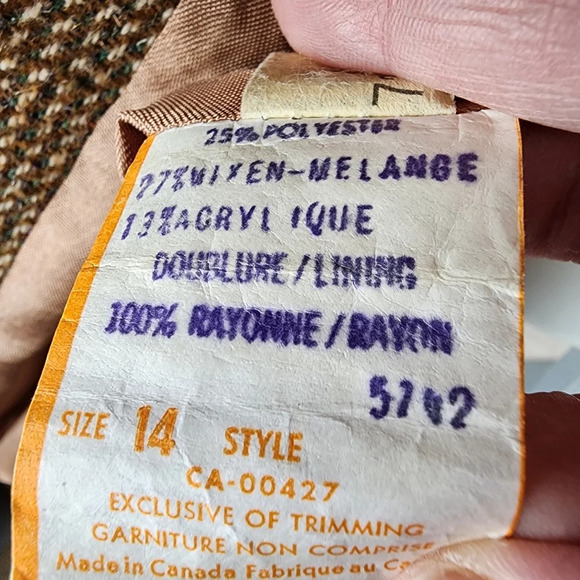 7
25% POLYESTER
27% MIXEN-MELANGE
13% ACRYLIQUE
DOUBLURE/LINING
100% RAYONNE/RAYON
5742
SIZE 14 STYLE
CA-00427
EXCLUSIVE OF TRIMMING
GARNITURE NON COMPRISE
Made in Canada Fabrique au